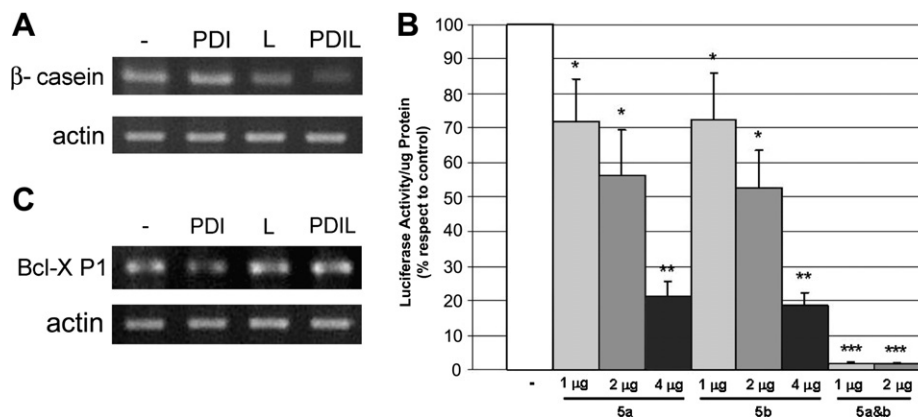 A
- PDI L PDIL
β- casein
actin
C
- PDI L PDIL
Bcl-X P1
actin
B
Luciferase Activity/ug Protein
(% respect to control)
100
90
80
70
60
50
40
30
20
10
0
* * ** * * ** *** ***
- 1 µg 2 µg 4 µg 1 µg 2 µg 4 µg 1 µg 2 µg
5a 5b 5a&b